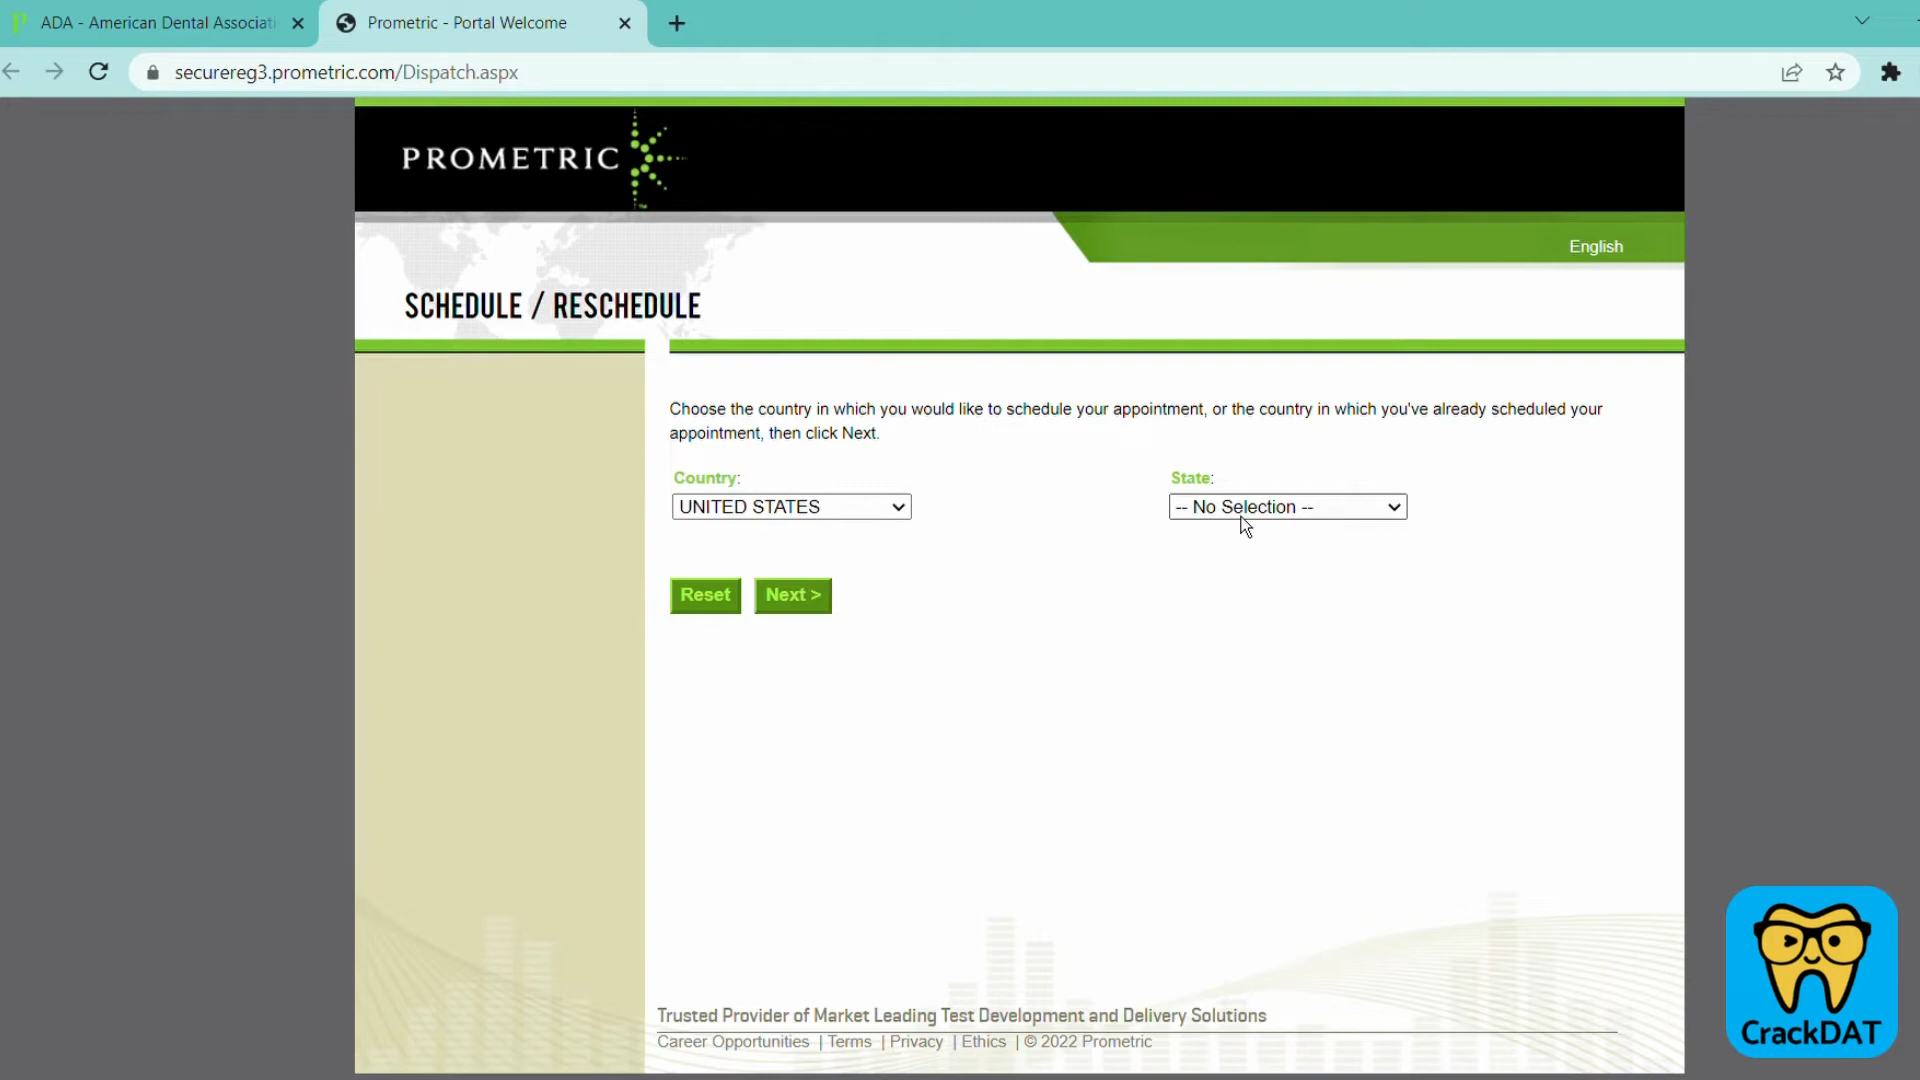 ADA - American Dental Associati
Prometric - Portal Welcome
securereg3.prometric.com/Dispatch.aspx
PROMETRIC
English
SCHEDULE / RESCHEDULE
Choose the country in which you would like to schedule your appointment, or the country in which you've already scheduled your
appointment, then click Next.
Country: State:
UNITED STATES -- No Selection --
Reset Next >
Trusted Provider of Market Leading Test Development and Delivery Solutions
Career Opportunities | Terms | Privacy | Ethics | © 2022 Prometric
CrackDAT